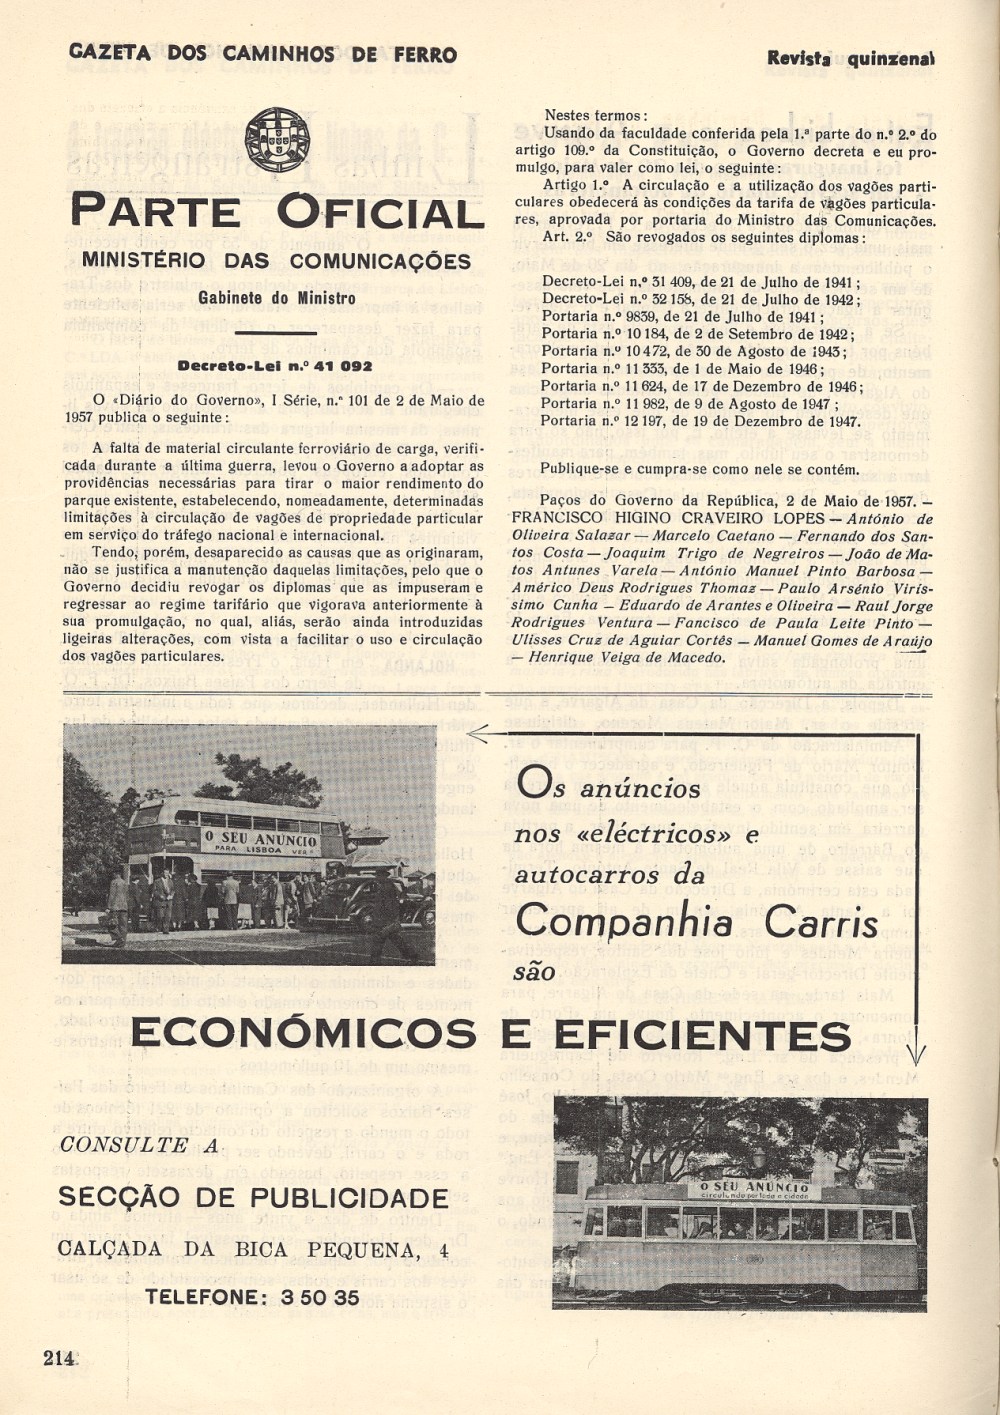 GAZETA DOS CAMINHOS DE FERRO
Revista quinzenal
PARTE OFICIAL
MINISTÉRIO DAS COMUNICAÇÕES
Gabinete do Ministro
Decreto-Lei n.º 41 092
O «Diário do Governo», I Série, n.º 101 de 2 de Maio de
1957 publica o seguinte:
A falta de material circulante ferroviário de carga, verifi-
cada durante a última guerra, levou o Governo a adoptar as
providências necessárias para tirar o maior rendimento do
parque existente, estabelecendo, nomeadamente, determinadas
limitações à circulação de vagões de propriedade particular
em serviço do tráfego nacional e internacional.
Tendo, porém, desaparecido as causas que as originaram,
não se justifica a manutenção daquelas limitações, pelo que o
Governo decidiu revogar os diplomas que as impuseram e
regressar ao regime tarifário que vigorava anteriormente à
sua promulgação, no qual, aliás, serão ainda introduzidas
ligeiras alterações, com vista a facilitar o uso e circulação
dos vagões particulares.
Nestes termos:
Usando da faculdade conferida pela 1.ª parte do n.º 2.º do
artigo 109.º da Constituição, o Governo decreta e eu pro-
mulgo, para valer como lei, o seguinte:
Artigo 1.º A circulação e a utilização dos vagões parti-
culares obedecerá às condições da tarifa de vagões particula-
res, aprovada por portaria do Ministro das Comunicações.
Art. 2.º São revogados os seguintes diplomas:
Decreto-Lei n.º 31 409, de 21 de Julho de 1941;
Decreto-Lei n.º 32 158, de 21 de Julho de 1942;
Portaria n.º 9839, de 21 de Julho de 1941;
Portaria n.º 10 184, de 2 de Setembro de 1942;
Portaria n.º 10 472, de 30 de Agosto de 1943;
Portaria n.º 11 333, de 1 de Maio de 1946;
Portaria n.º 11 624, de 17 de Dezembro de 1946;
Portaria n.º 11 982, de 9 de Agosto de 1947;
Portaria n.º 12 197, de 19 de Dezembro de 1947.
Publique-se e cumpra-se como nele se contém.
Paços do Governo da República, 2 de Maio de 1957. —
FRANCISCO HIGINO CRAVEIRO LOPES — António de
Oliveira Salazar — Marcelo Caetano — Fernando dos San-
tos Costa — Joaquim Trigo de Negreiros — João de Ma-
tos Antunes Varela — António Manuel Pinto Barbosa —
Américo Deus Rodrigues Thomaz — Paulo Arsénio Virís-
simo Cunha — Eduardo de Arantes e Oliveira — Raul Jorge
Rodrigues Ventura — Fancisco de Paula Leite Pinto —
Ulisses Cruz de Aguiar Cortês — Manuel Gomes de Araújo
— Henrique Veiga de Macedo.
O SEU ANÚNCIO
PARA LISBOA VER
Os anúncios
nos «eléctricos» e
autocarros da
Companhia Carris
são
ECONÓMICOS E EFICIENTES
CONSULTE A
SECÇÃO DE PUBLICIDADE
CALÇADA DA BICA PEQUENA, 4
TELEFONE: 3 50 35
O SEU ANÚNCIO
circulando por toda a cidade
214